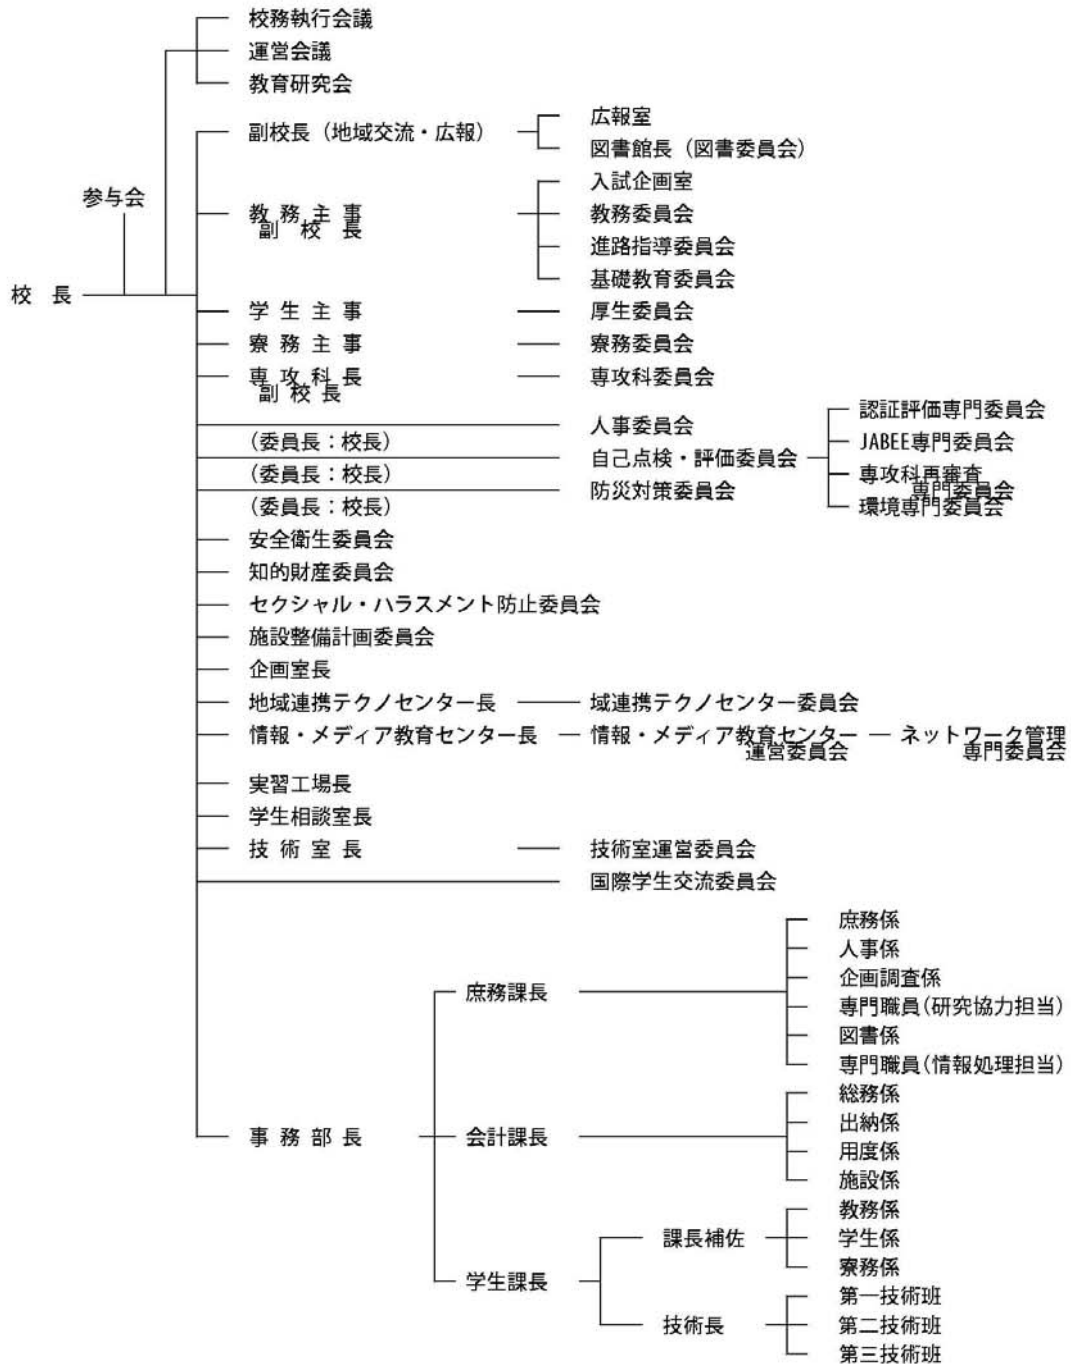 校務執行会議
運営会議
教育研究会
副校長（地域交流・広報）
広報室
図書館長（図書委員会）
参与会
教 務 主 事
副 校 長
入試企画室
教務委員会
進路指導委員会
基礎教育委員会
校 長
学 生 主 事
厚生委員会
寮 務 主 事
寮務委員会
専 攻 科 長
副 校 長
専攻科委員会
人事委員会
（委員長：校長）
自己点検・評価委員会
（委員長：校長）
防災対策委員会
（委員長：校長）
認証評価専門委員会
JABEE専門委員会
専攻科再審査
専門委員会
環境専門委員会
安全衛生委員会
知的財産委員会
セクシャル・ハラスメント防止委員会
施設整備計画委員会
企画室長
地域連携テクノセンター長
域連携テクノセンター委員会
情報・メディア教育センター長
情報・メディア教育センター
運営委員会
ネットワーク管理
専門委員会
実習工場長
学生相談室長
技 術 室 長
技術室運営委員会
国際学生交流委員会
事 務 部 長
庶務課長
庶務係
人事係
企画調査係
専門職員（研究協力担当）
図書係
専門職員（情報処理担当）
会計課長
総務係
出納係
用度係
施設係
学生課長
課長補佐
教務係
学生係
寮務係
技術長
第一技術班
第二技術班
第三技術班